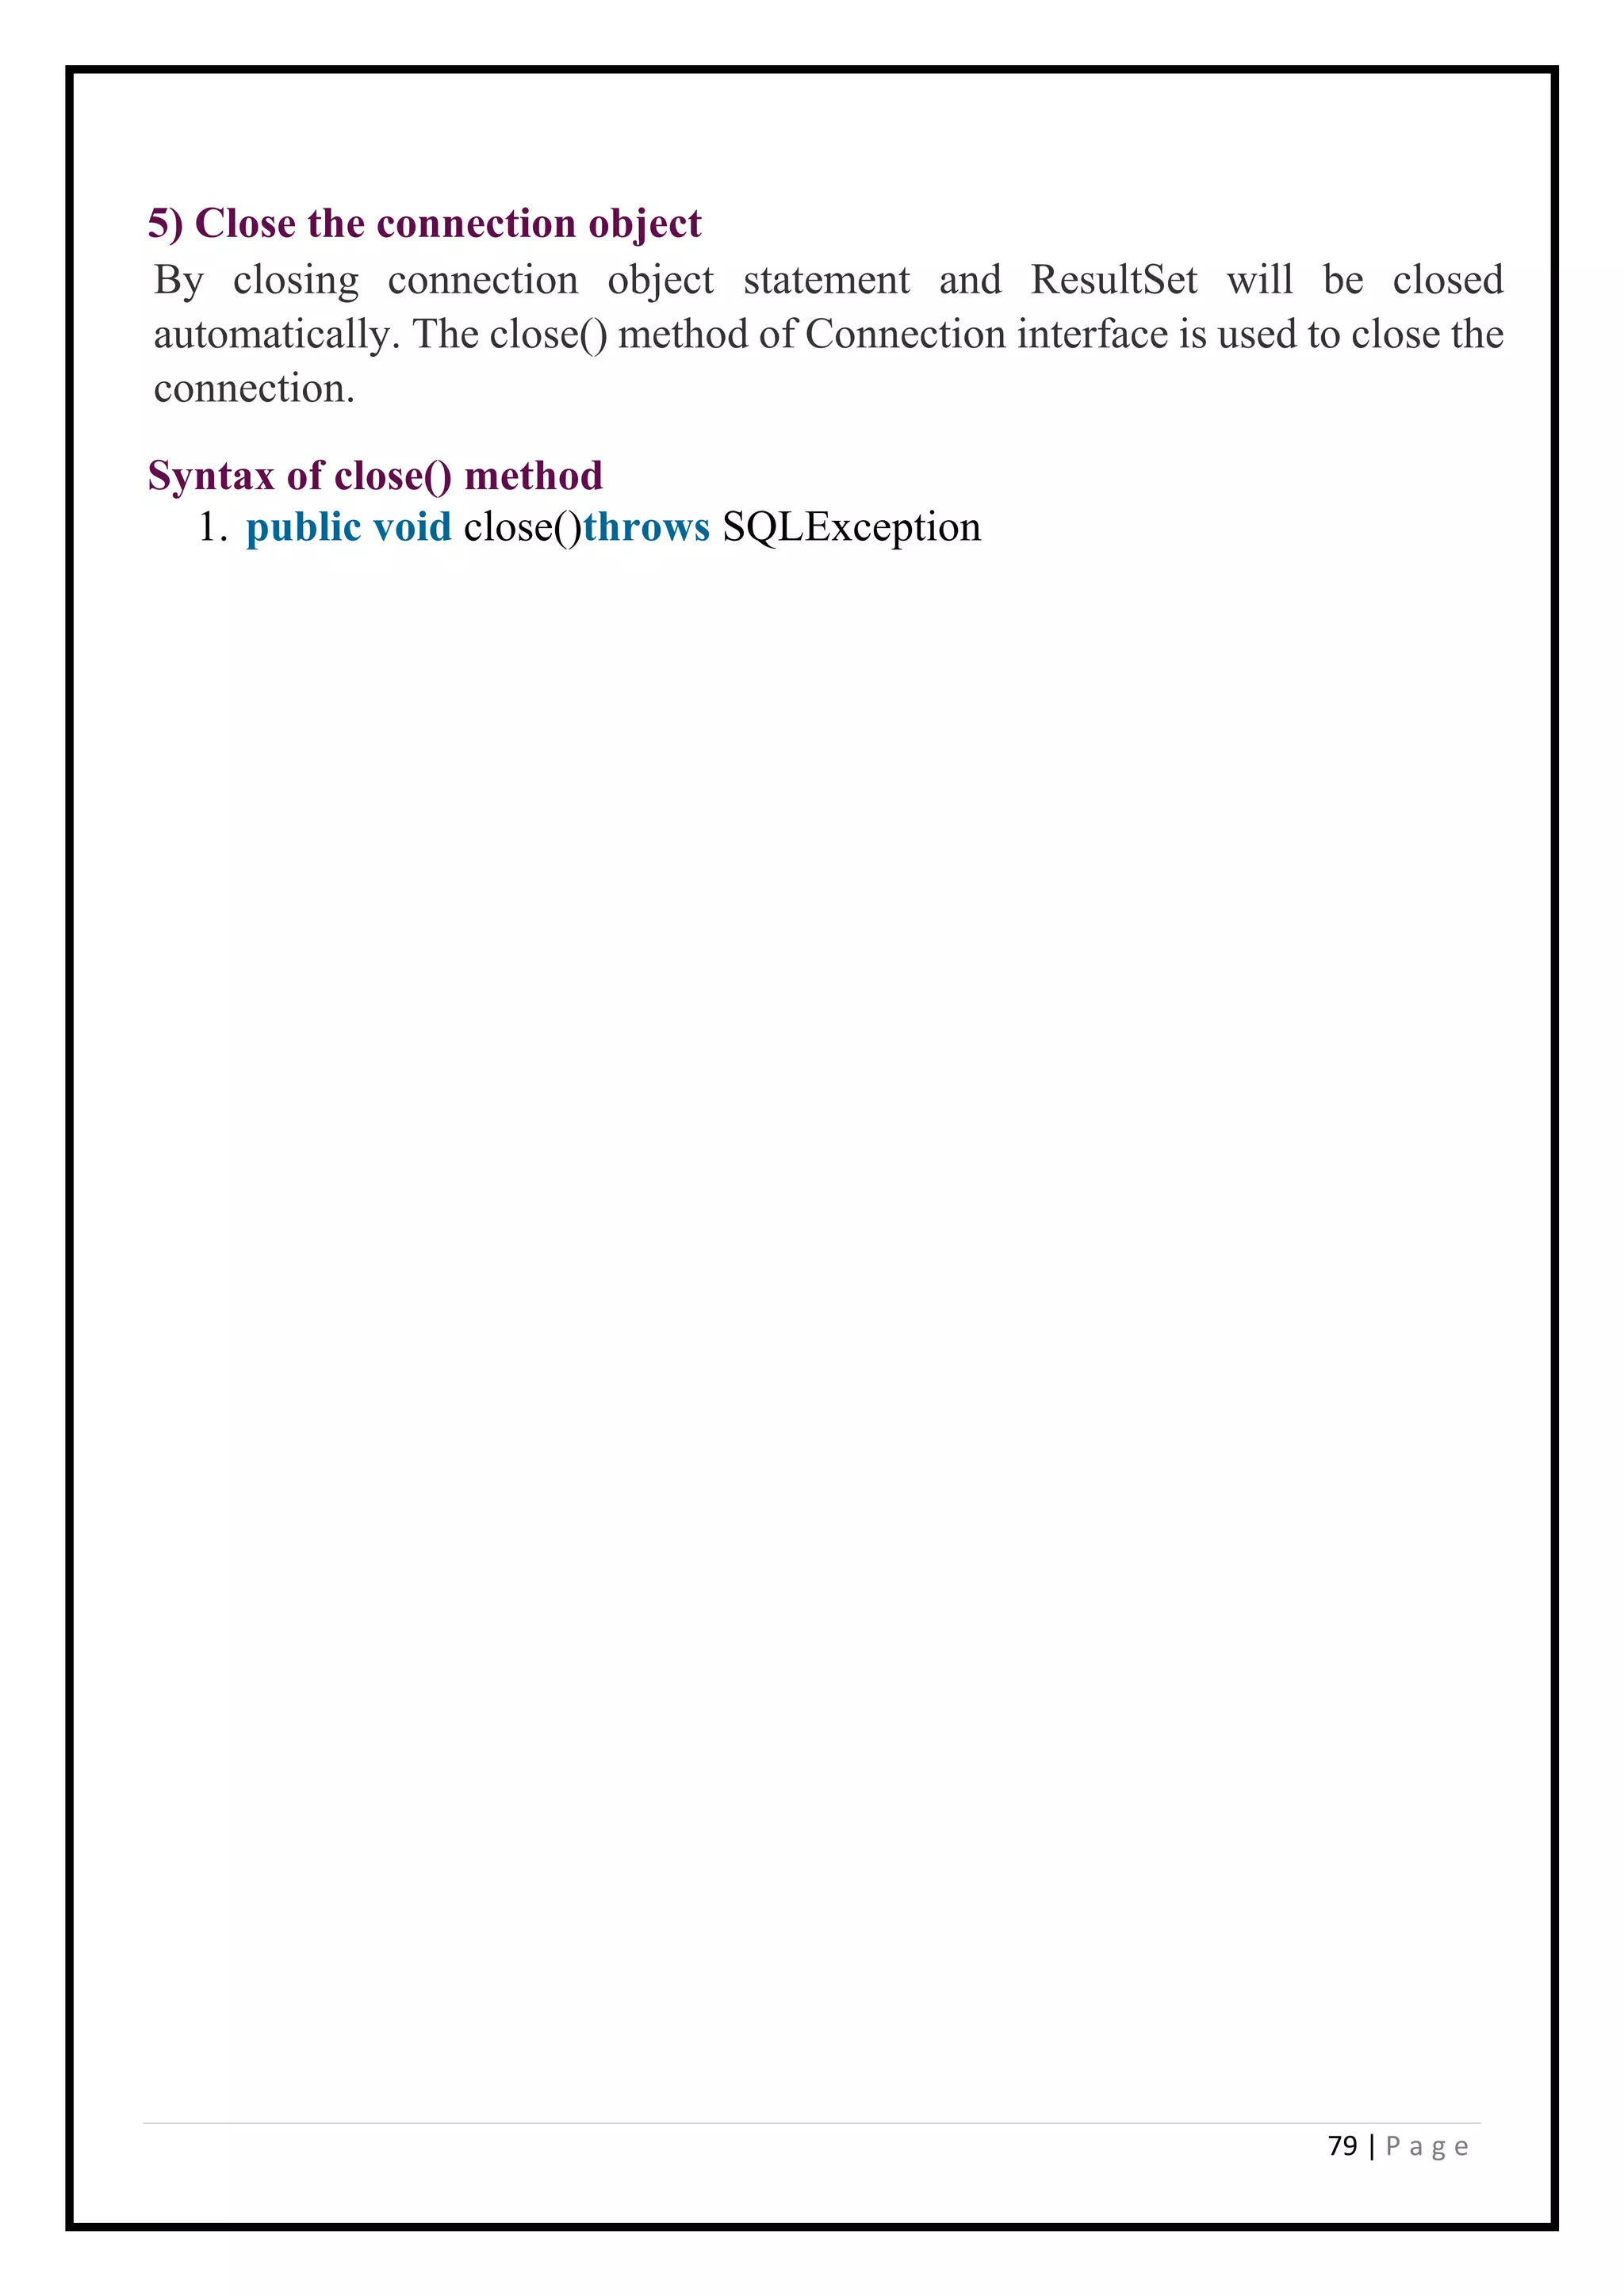 5) Close the connection object
By closing connection object statement and ResultSet will be closed
automatically. The close() method of Connection interface is used to close the
connection.
Syntax of close() method
1. public void close()throws SQLException
79 | P a g e